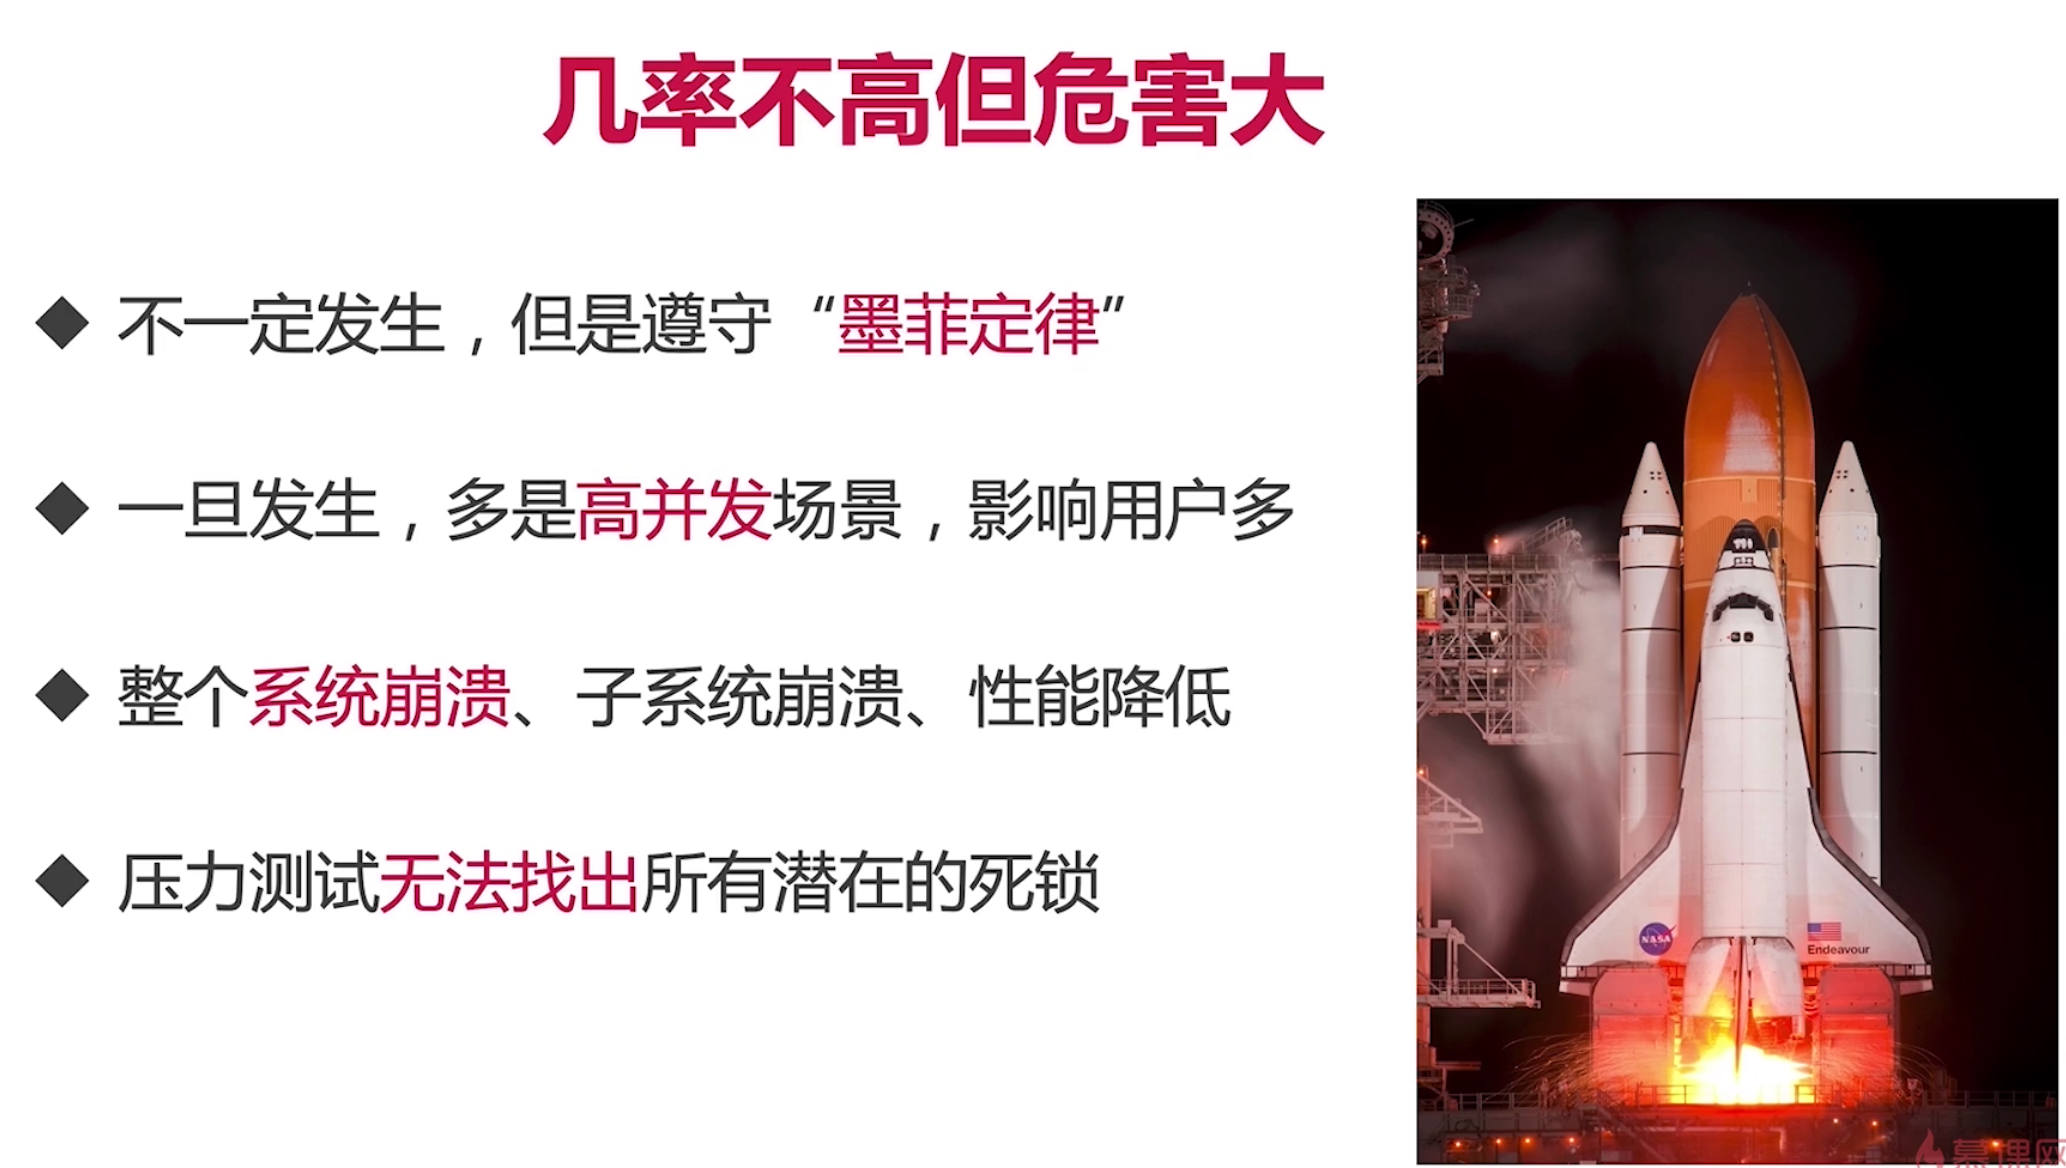 几率不高但危害大
不一定发生，但是遵守“墨菲定律”
一旦发生，多是高并发场景，影响用户多
整个系统崩溃、子系统崩溃、性能降低
压力测试无法找出所有潜在的死锁
NASA
Endeavour
慕课网